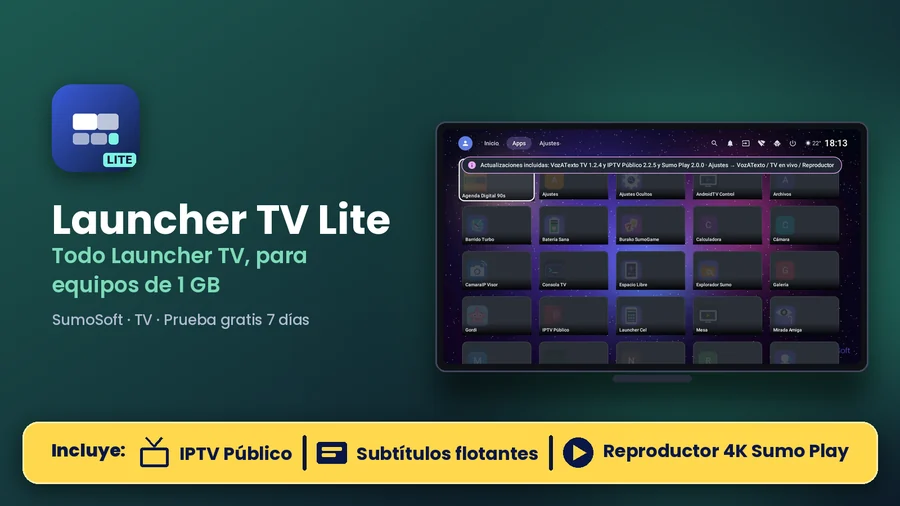 LITE
Launcher TV Lite
Todo Launcher TV, para
equipos de 1 GB
SumoSoft · TV · Prueba gratis 7 días
Inicio Apps Ajustes 22° 18:13
Actualizaciones incluidas: VozATexto TV 1.2.4 y IPTV Público 2.2.5 y Sumo Play 2.0.0 · Ajustes → VozATexto / TV en vivo / Reproductor
Agenda Digital 90s Ajustes Ajustes Ocultos AndroidTV Control Archivos
Barrido Turbo Batería Sana Burako SumoGame Calculadora Cámara
CamaraIP Visor Consola TV Espacio Libre Explorador Sumo Galería
Gordi IPTV Público Launcher Cel Mesa Mirada Amiga
Incluye: IPTV Público Subtítulos flotantes Reproductor 4K Sumo Play